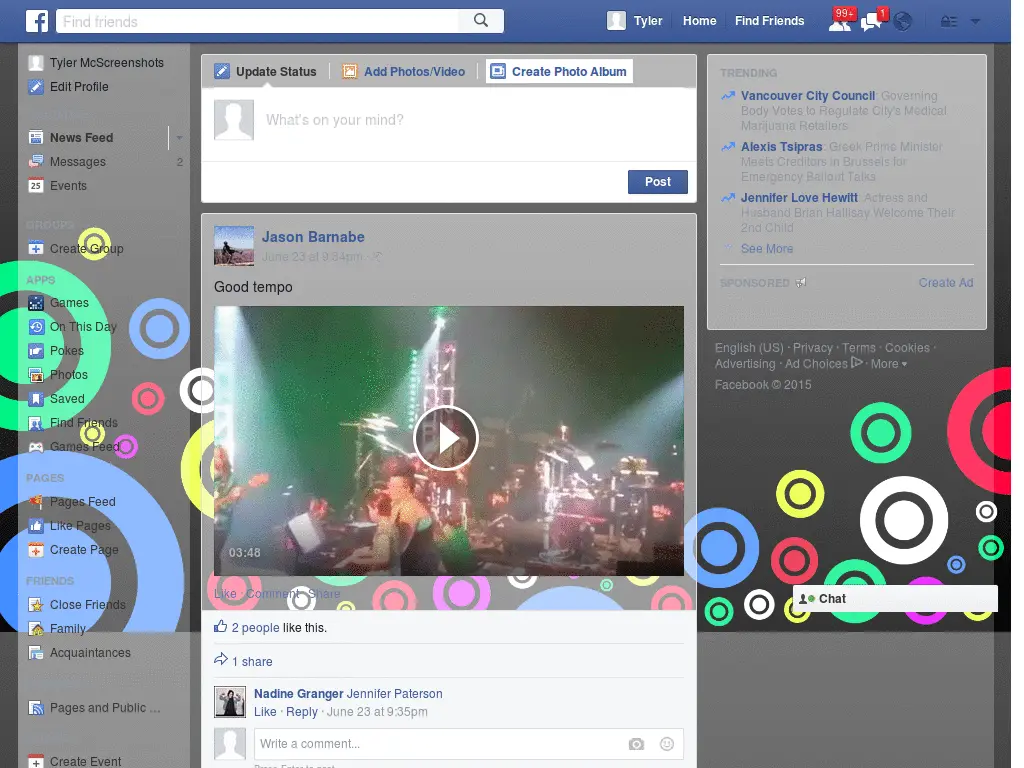 f Find friends
Tyler Home Find Friends 99+ 1
Tyler McScreenshots
Edit Profile
News Feed
Messages 2
25 Events
GROUPS
Create Group
APPS
Games
On This Day
Pokes
Photos
Saved
Find Friends
Games Feed
PAGES
Pages Feed
Like Pages
Create Page
FRIENDS
Close Friends
Family
Acquaintances
Pages and Public ...
Create Event
Update Status Add Photos/Video Create Photo Album
What's on your mind?
Post
Jason Barnabe
June 23 at 9:34pm ·
Good tempo
03:48
Like · Comment · Share
2 people like this.
1 share
Nadine Granger Jennifer Paterson
Like · Reply · June 23 at 9:35pm
Write a comment...
Press Enter to post.
TRENDING
Vancouver City Council: Governing
Body Votes to Regulate City's Medical
Marijuana Retailers
Alexis Tsipras: Greek Prime Minister
Meets Creditors in Brussels for
Emergency Bailout Talks
Jennifer Love Hewitt: Actress and
Husband Brian Hallisay Welcome Their
2nd Child
See More
SPONSORED Create Ad
English (US) · Privacy · Terms · Cookies ·
Advertising · Ad Choices · More
Facebook © 2015
Chat